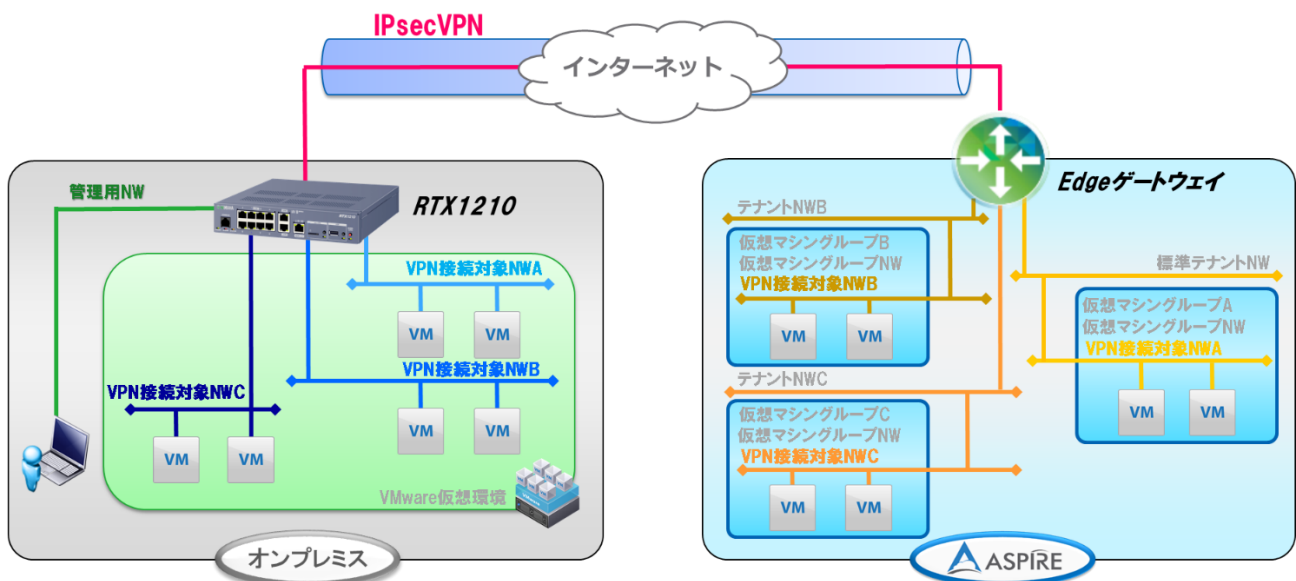 IPsecVPN
インターネット
管理用NW
RTX1210
VPN接続対象NWA
VM
VM
VPN接続対象NWB
VM
VM
VPN接続対象NWC
VM
VM
VMware仮想環境
オンプレミス
Edgeゲートウェイ
テナントNWB
仮想マシングループB
仮想マシングループNW
VPN接続対象NWB
VM
VM
標準テナントNW
仮想マシングループA
仮想マシングループNW
VPN接続対象NWA
VM
VM
テナントNWC
仮想マシングループC
仮想マシングループNW
VPN接続対象NWC
VM
VM
ASPIRE